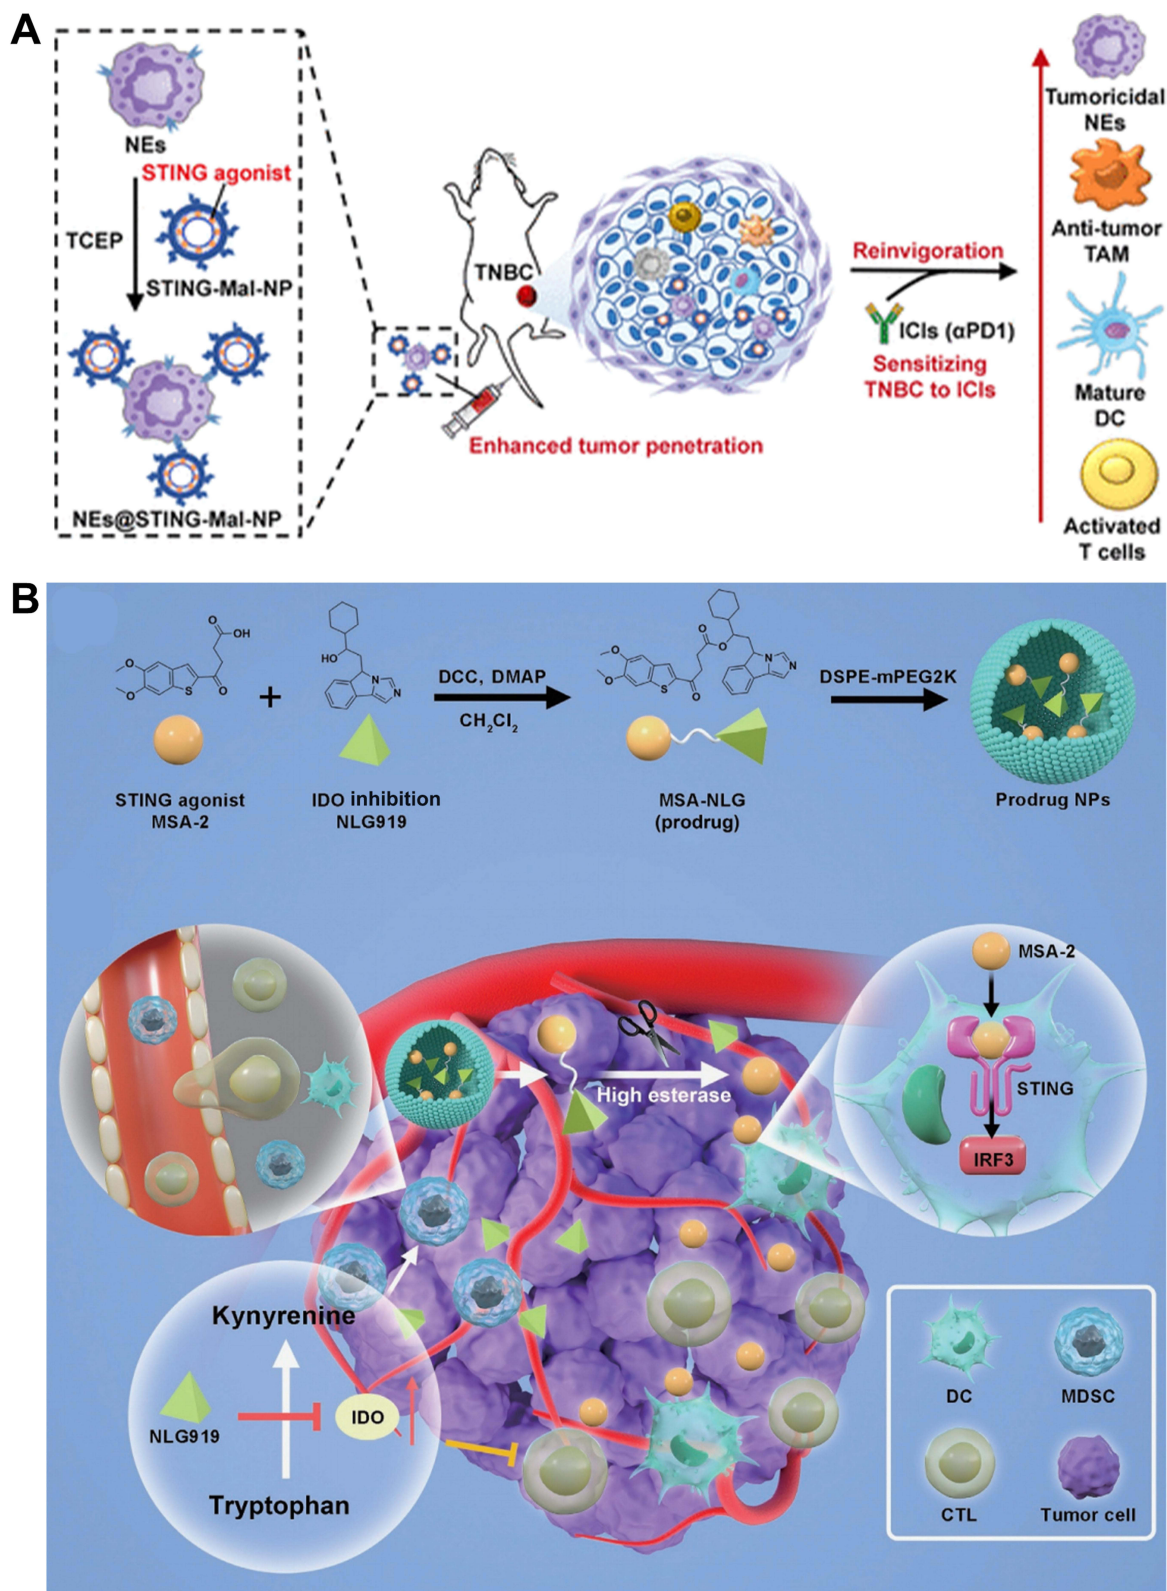 A
NEs
STING agonist
TCEP
STING-Mal-NP
NEs@STING-Mal-NP
TNBC
Enhanced tumor penetration
Reinvigoration
ICIs (αPD1)
Sensitizing
TNBC to ICIs
Tumoricidal
NEs
Anti-tumor
TAM
Mature
DC
Activated
T cells
B
O
OH
O
O
S
O
+
HO
N
N
DCC, DMAP
CH2Cl2
O
O
O
O
S
O
N
N
DSPE-mPEG2K
STING agonist
MSA-2
IDO inhibition
NLG919
MSA-NLG
(prodrug)
Prodrug NPs
MSA-2
STING
IRF3
High esterase
Kynyrenine
NLG919
IDO
Tryptophan
DC
MDSC
CTL
Tumor cell